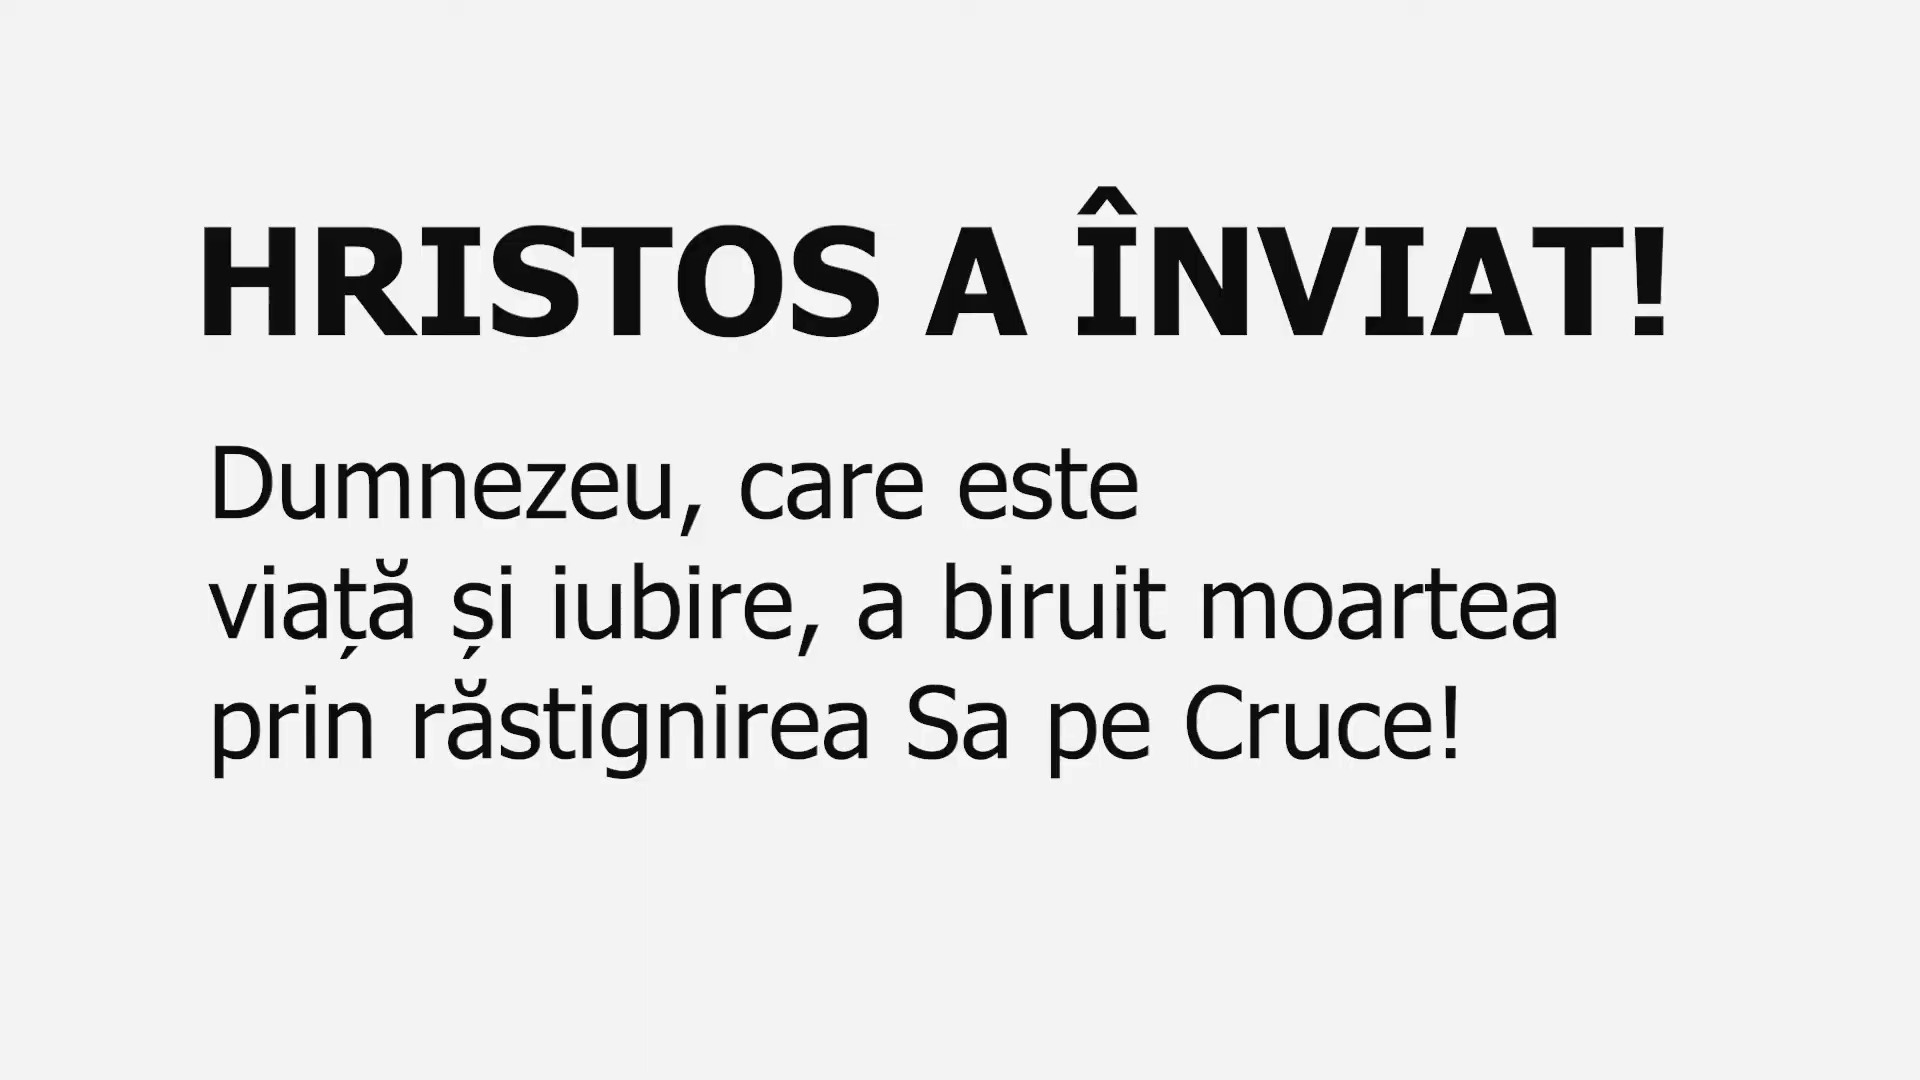 HRISTOS A ÎNVIAT!
Dumnezeu, care este
viață și iubire, a biruit moartea
prin răstignirea Sa pe Cruce!